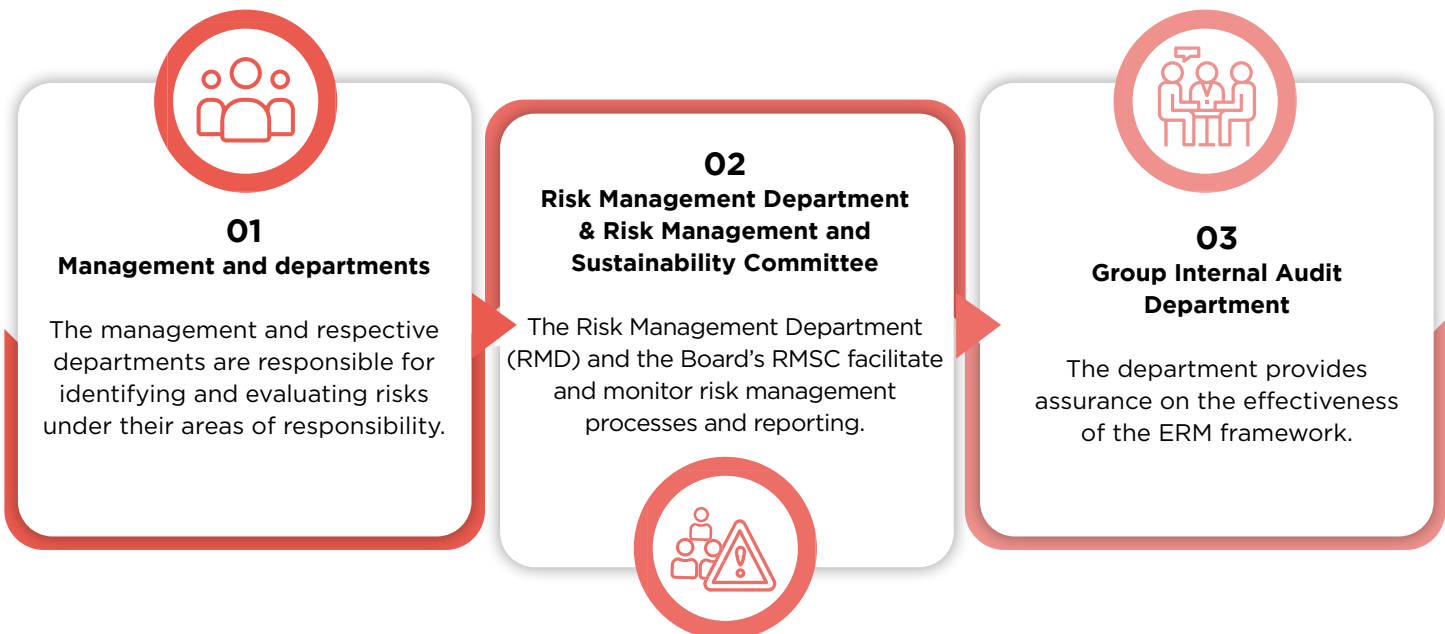 01
Management and departments
The management and respective
departments are responsible for
identifying and evaluating risks
under their areas of responsibility.
02
Risk Management Department
& Risk Management and
Sustainability Committee
The Risk Management Department
(RMD) and the Board’s RMSC facilitate
and monitor risk management
processes and reporting.
03
Group Internal Audit
Department
The department provides
assurance on the effectiveness
of the ERM framework.